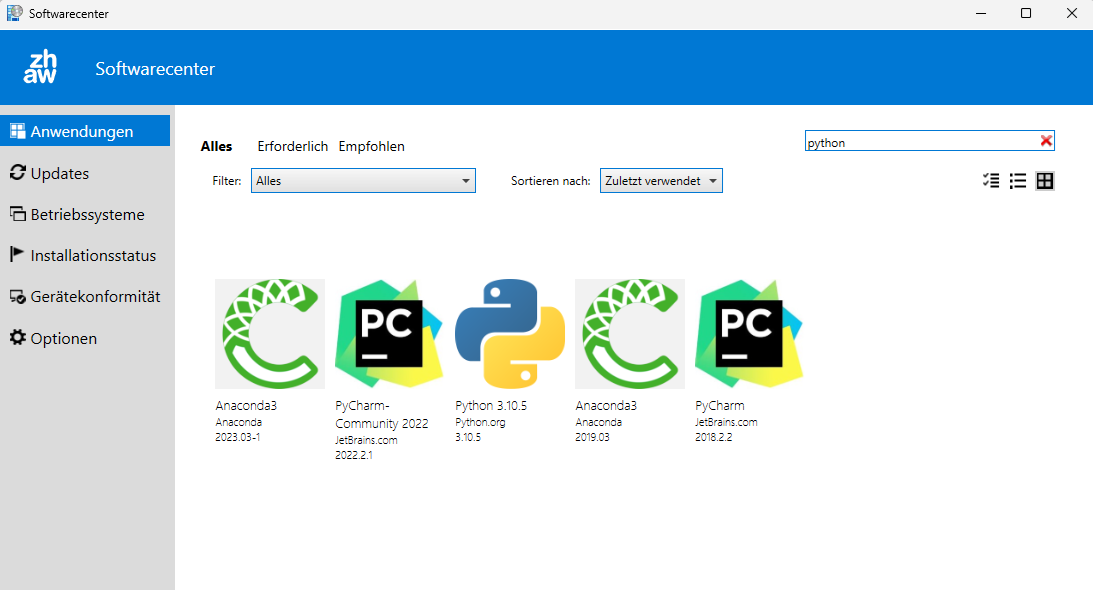 Softwarecenter
zh
aw
Softwarecenter
Anwendungen
Updates
Betriebssysteme
Installationsstatus
Gerätekonformität
Optionen
Alles Erforderlich Empfohlen
python
Filter: Alles Sortieren nach: Zuletzt verwendet
PC
PC
Anaconda3
Anaconda
2023.03-1
PyCharm-
Community 2022
JetBrains.com
2022.2.1
Python 3.10.5
Python.org
3.10.5
Anaconda3
Anaconda
2019.03
PyCharm
JetBrains.com
2018.2.2